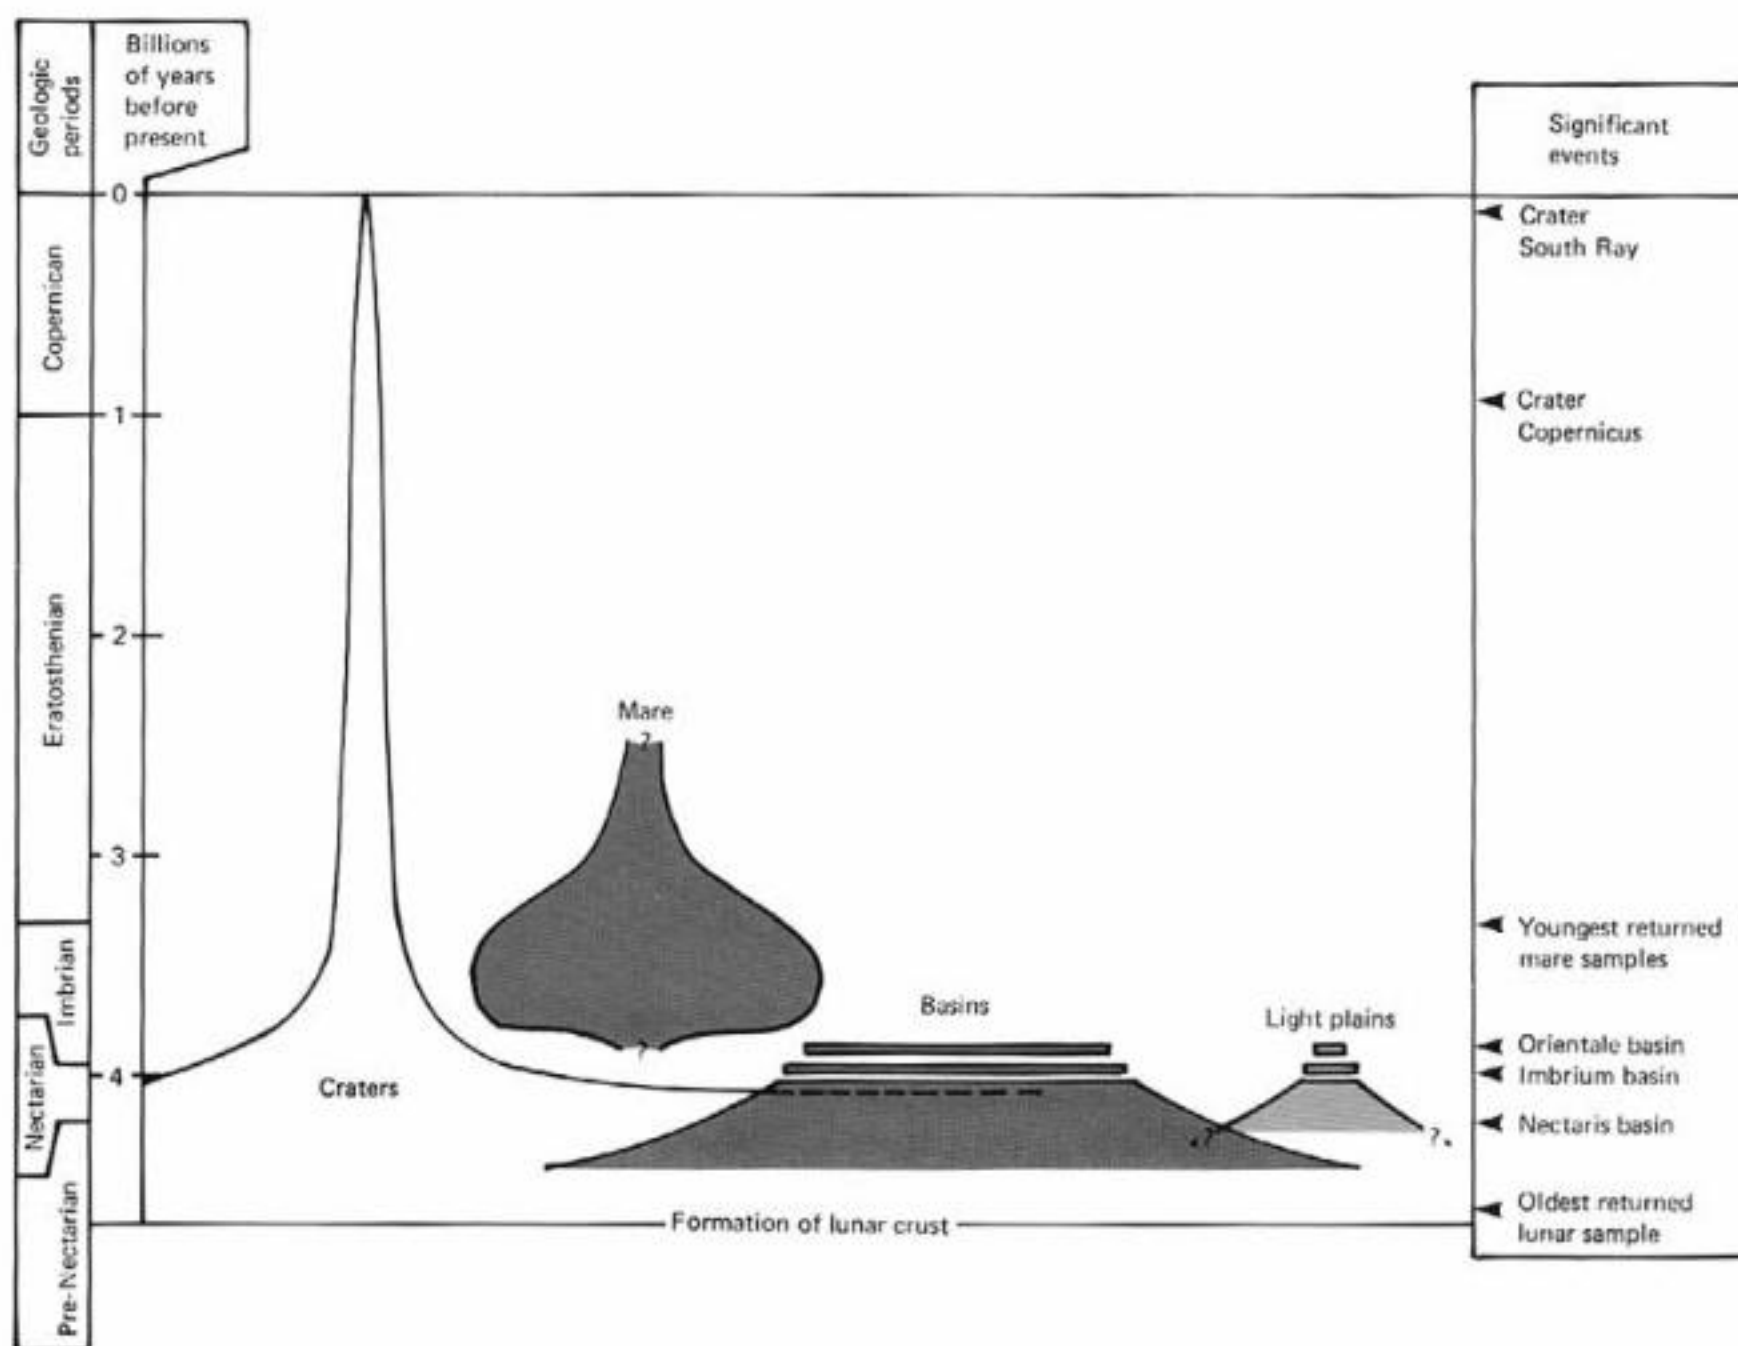 Geologic
periods
Billions
of years
before
present
Significant
events
0
1
2
3
4
Copernican
Eratosthenian
Imbrian
Nectarian
Pre-Nectarian
Craters
Mare
?
?
Basins
Light plains
?
?
Formation of lunar crust
Crater
South Ray
Crater
Copernicus
Youngest returned
mare samples
Orientale basin
Imbrium basin
Nectaris basin
Oldest returned
lunar sample